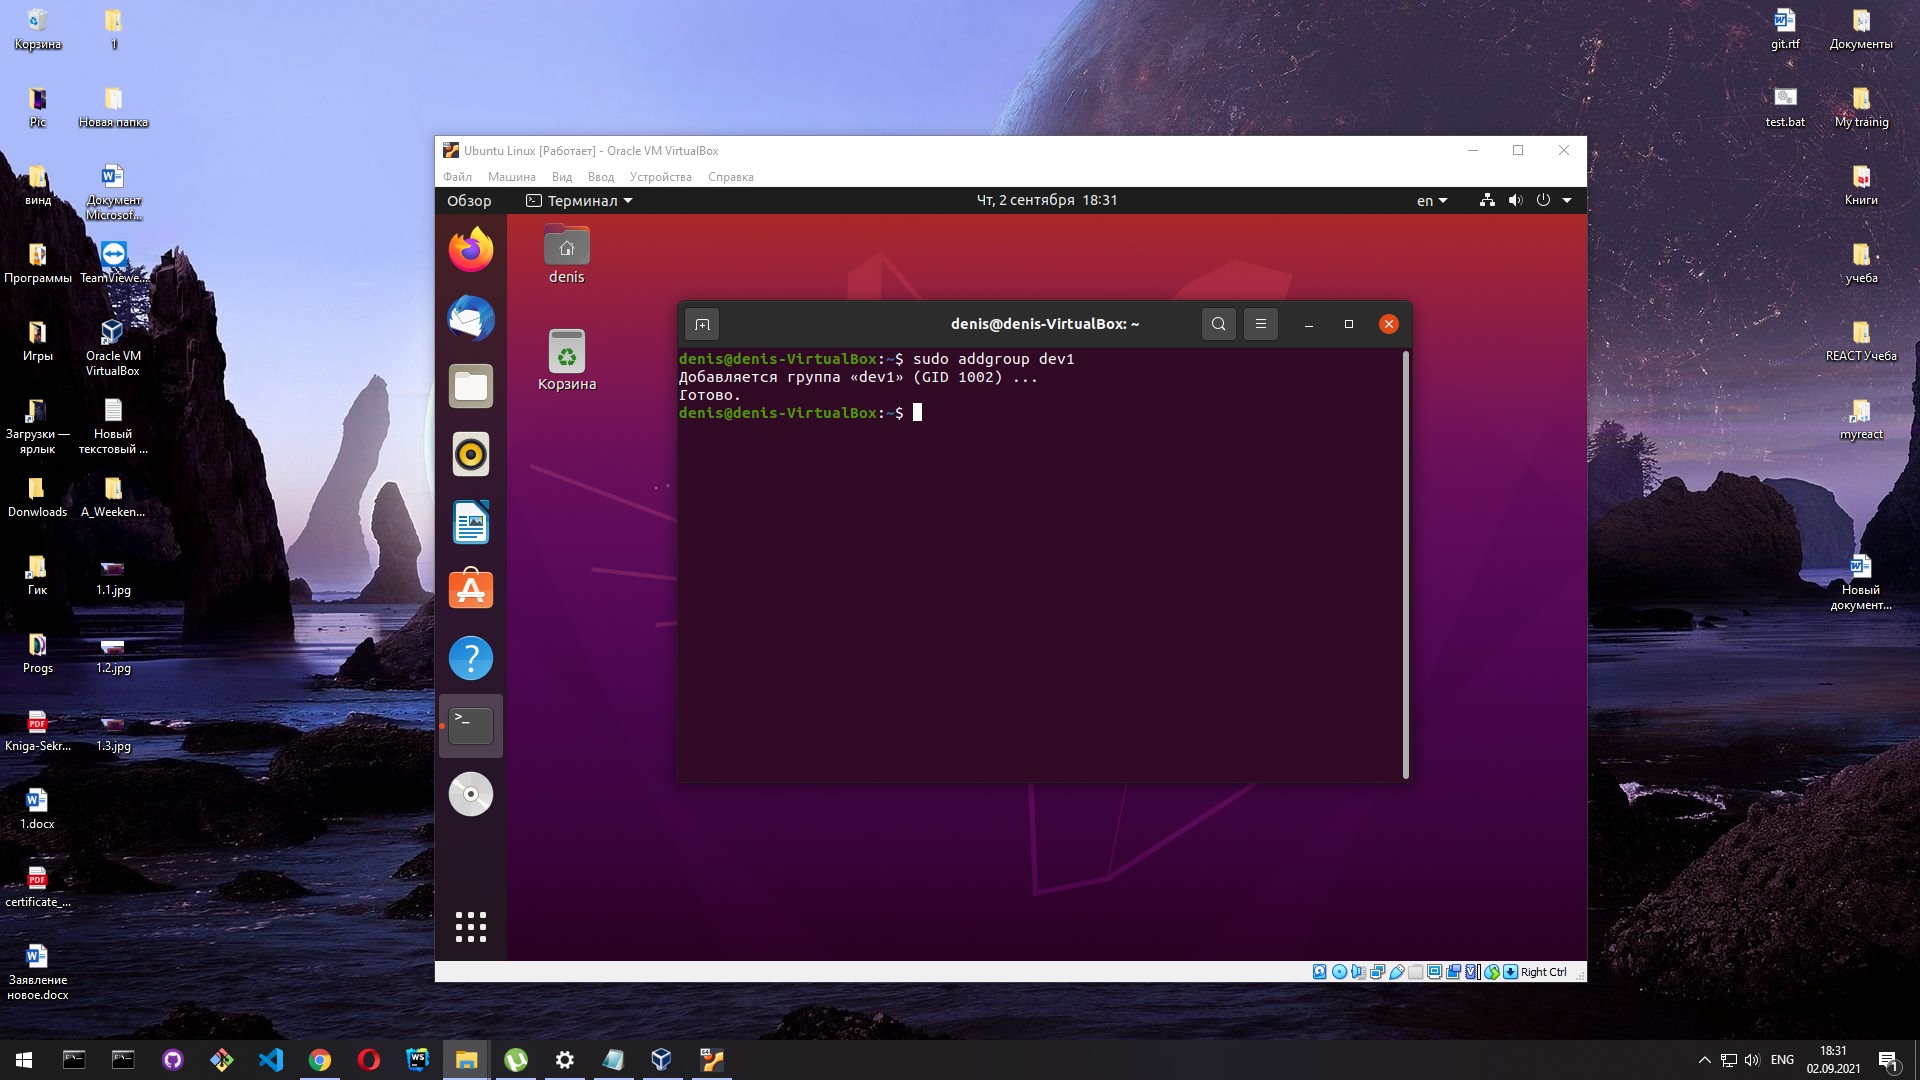 Корзина
1
Pic
Новая папка
винд
Документ
Microsof...
Программы
TeamViewe...
Игры
Oracle VM
VirtualBox
Загрузки —
ярлык
Новый
текстовый ...
Donwloads
A_Weeken...
Гик
1.1.jpg
Progs
1.2.jpg
PDF
Kniga-Sekr...
1.3.jpg
1.docx
PDF
certificate_...
Заявление
новое.docx
git.rtf
Документы
test.bat
My trainig
Книги
учеба
REACT Учеба
myreact
Новый
документ...
Ubuntu Linux [Работает] - Oracle VM VirtualBox
Файл Машина Вид Ввод Устройства Справка
Обзор Терминал Чт, 2 сентября 18:31 en
denis
Корзина
denis@denis-VirtualBox: ~
denis@denis-VirtualBox:~$ sudo addgroup dev1
Добавляется группа «dev1» (GID 1002) ...
Готово.
denis@denis-VirtualBox:~$
Right Ctrl
WS
ENG
18:31
02.09.2021
1